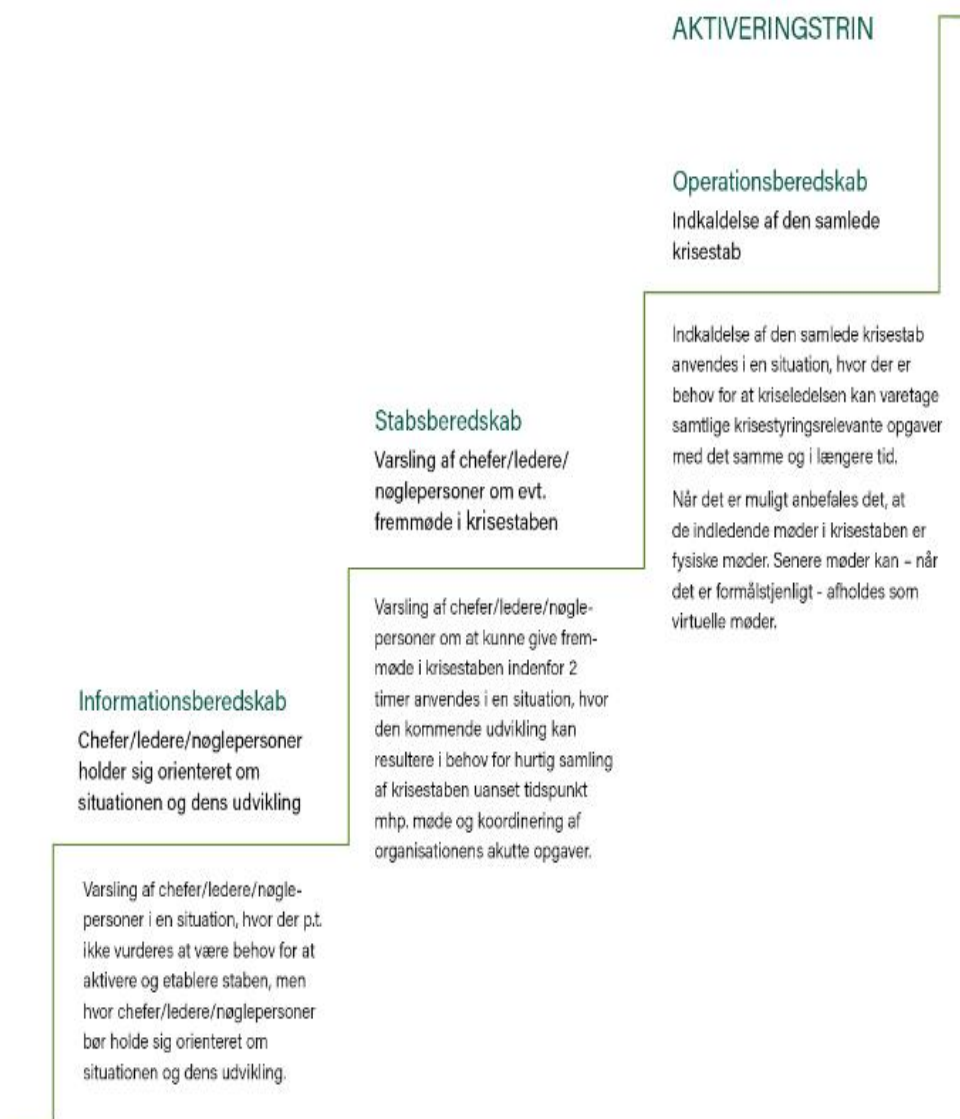 AKTIVERINGSTRIN
Operationsberedskab
Indkaldelse af den samlede
krisestab
Indkaldelse af den samlede krisestab
anvendes i en situation, hvor der er
behov for at kriseledelsen kan varetage
samtlige krisestyringsrelevante opgaver
med det samme og i længere tid.
Når det er muligt anbefales det, at
de indledende møder i krisestaben er
fysiske møder. Senere møder kan – når
det er formålstjenligt - afholdes som
virtuelle møder.
Stabsberedskab
Varsling af chefer/ledere/
nøglepersoner om evt.
fremmøde i krisestaben
Varsling af chefer/ledere/nøgle-
personer om at kunne give frem-
møde i krisestaben indenfor 2
timer anvendes i en situation, hvor
den kommende udvikling kan
resultere i behov for hurtig samling
af krisestaben uanset tidspunkt
mhp. møde og koordinering af
organisationens akutte opgaver.
Informationsberedskab
Chefer/ledere/nøglepersoner
holder sig orienteret om
situationen og dens udvikling
Varsling af chefer/ledere/nøgle-
personer i en situation, hvor der p.t.
ikke vurderes at være behov for at
aktivere og etablere staben, men
hvor chefer/ledere/nøglepersoner
bør holde sig orienteret om
situationen og dens udvikling.